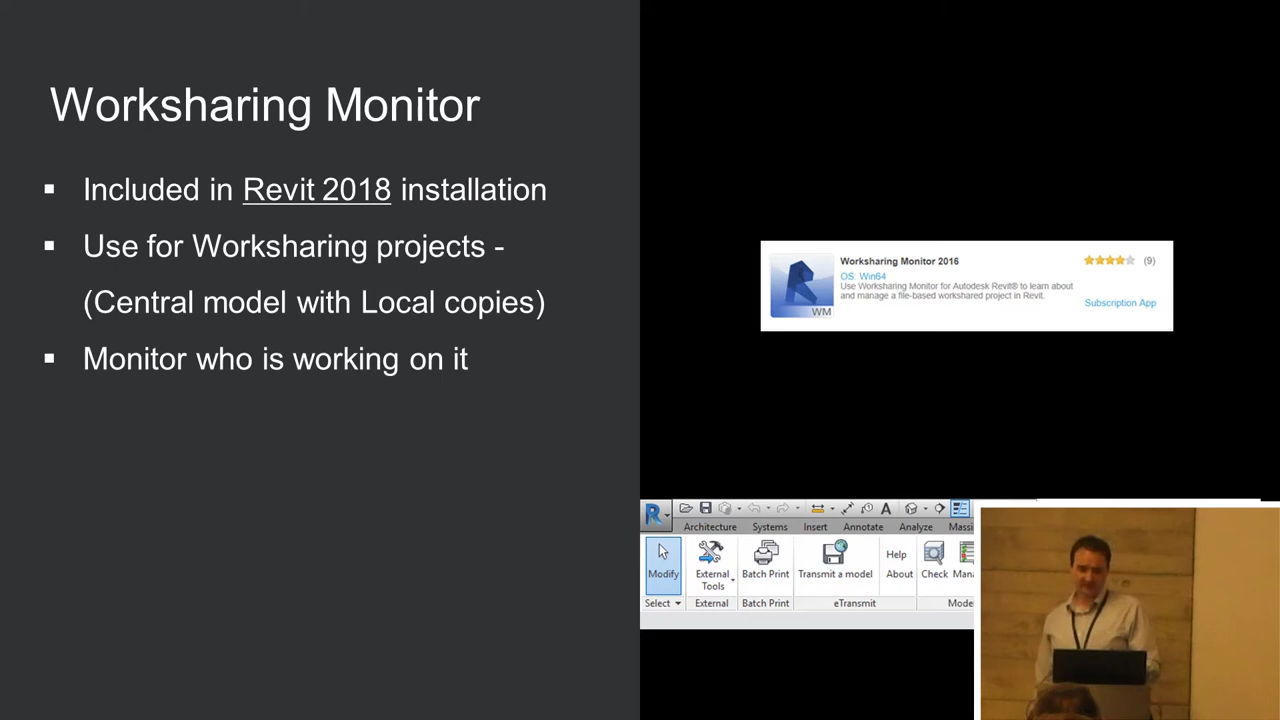 Worksharing Monitor
▪ Included in Revit 2018 installation
▪ Use for Worksharing projects -
(Central model with Local copies)
▪ Monitor who is working on it
Worksharing Monitor 2016
(9)
OS: Win64
Use Worksharing Monitor for Autodesk Revit® to learn about
and manage a file-based workshared project in Revit.
Subscription App
WM
Architecture Systems Insert Annotate Analyze Massi
Modify External Tools Batch Print Transmit a model Help About Check Mana
Select External Batch Print eTransmit Mode